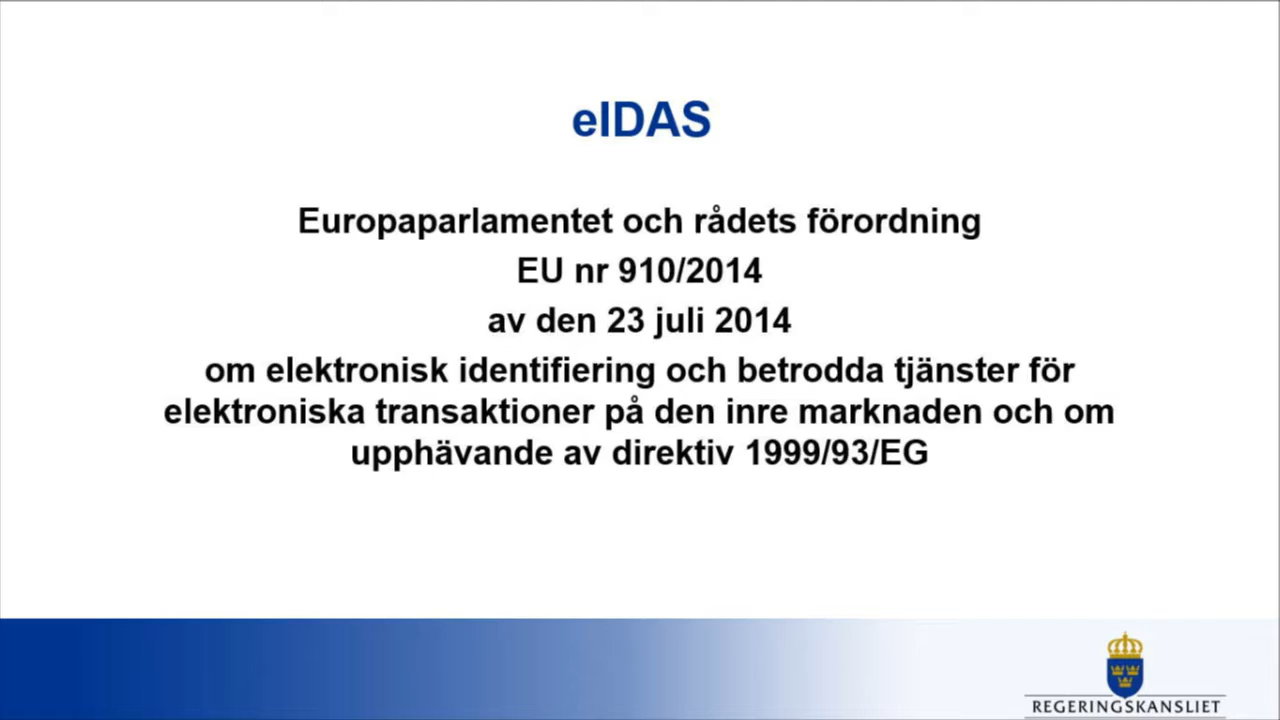 eIDAS
Europaparlamentet och rådets förordning
EU nr 910/2014
av den 23 juli 2014
om elektronisk identifiering och betrodda tjänster för
elektroniska transaktioner på den inre marknaden och om
upphävande av direktiv 1999/93/EG
REGERINGSKANSLIET